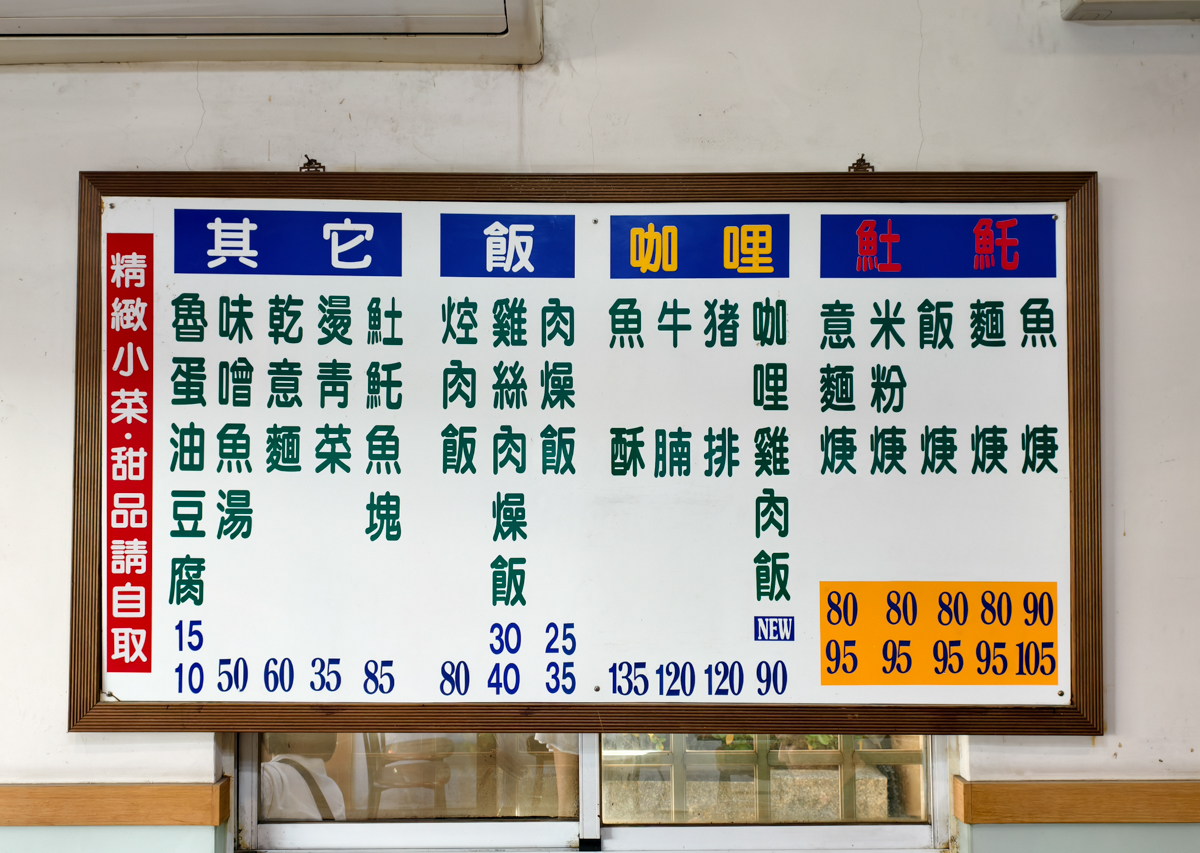 土魠
魚焿 90 105
麵焿 80 95
飯焿 80 95
米粉焿 80 95
意麵焿 80 95
咖哩
咖哩雞肉飯 NEW 90
猪排 120
牛腩 120
魚酥 135
飯
肉燥飯 25 35
雞絲肉燥飯 30 40
焢肉飯 80
其它
土魠魚塊 85
燙青菜 35
乾意麵 60
味噌魚湯 50
魯蛋油豆腐 15 10
精緻小菜·甜品請自取